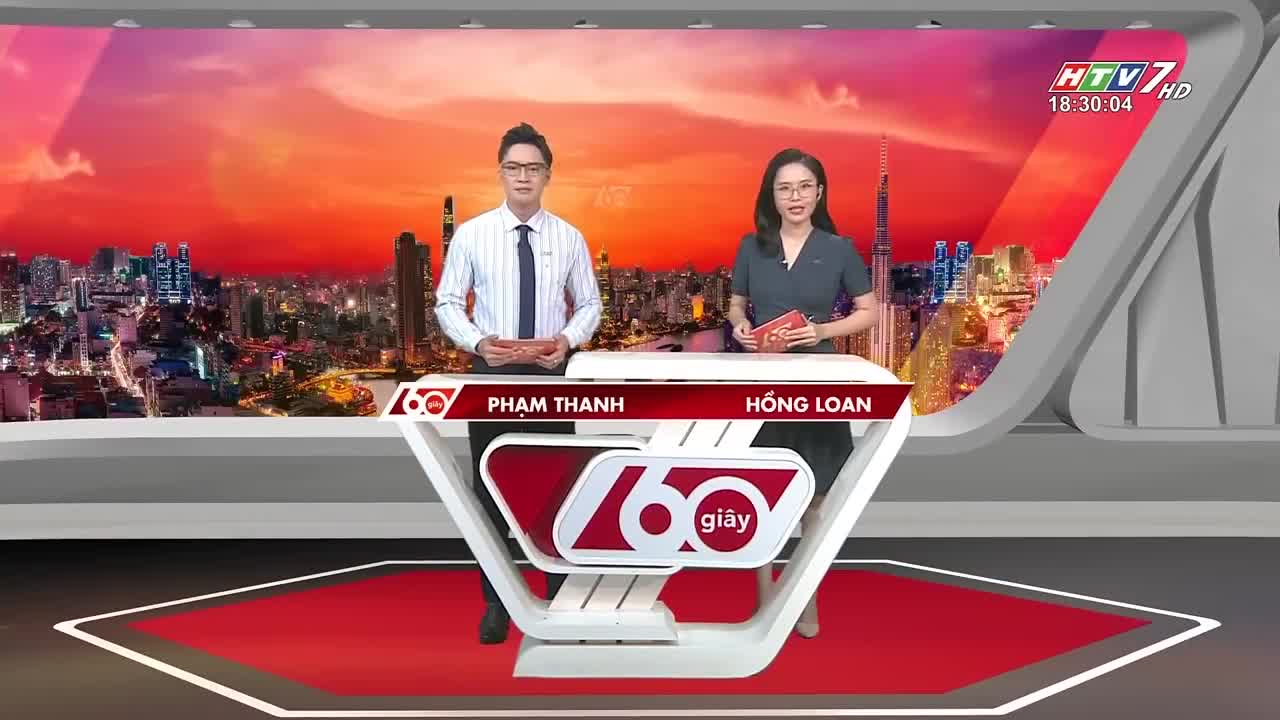 HTV7 HD
18:30:04
60 giây PHẠM THANH HỒNG LOAN
60
giây